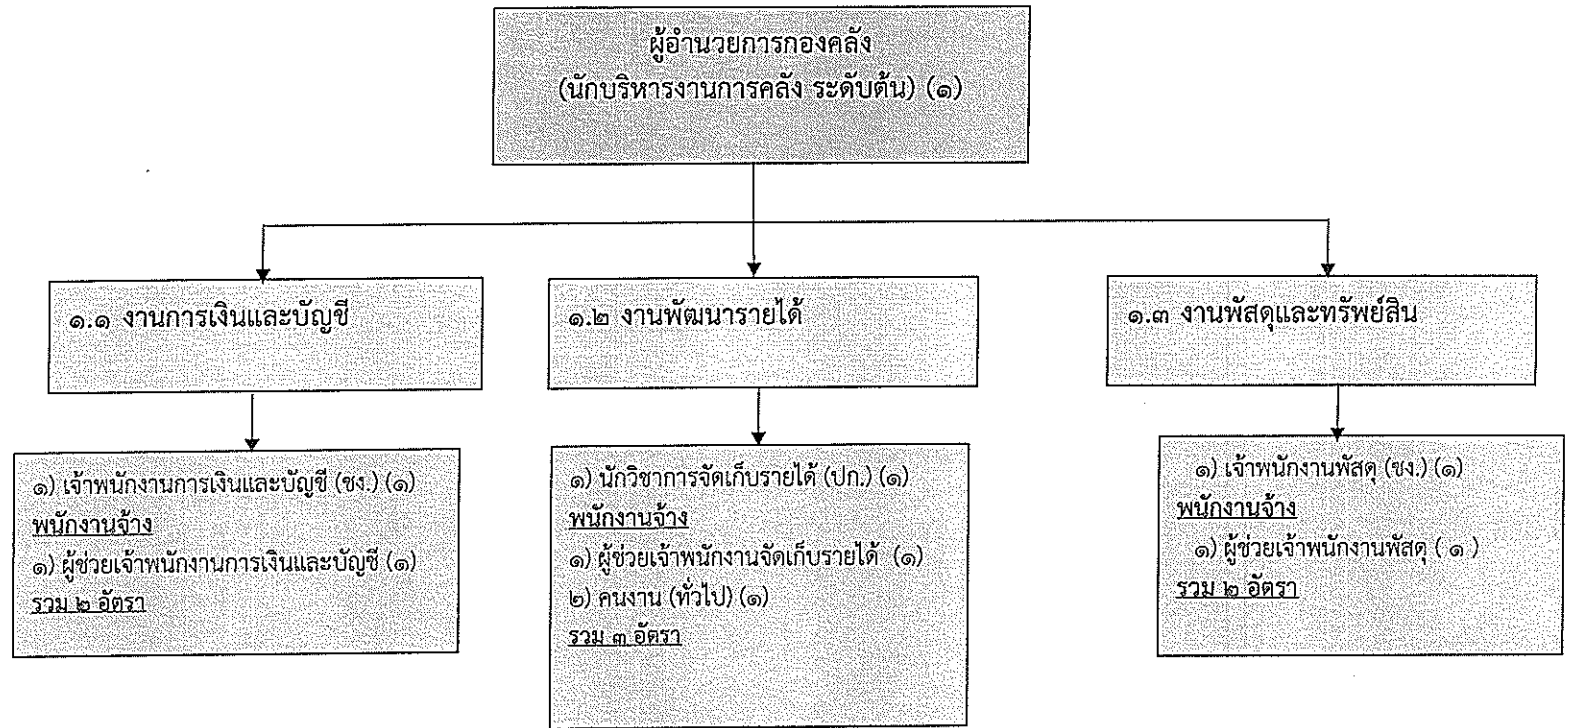 ผู้อำนวยการกองคลัง
(นักบริหารงานการคลัง ระดับต้น) (๑)
๑.๑ งานการเงินและบัญชี
๑) เจ้าพนักงานการเงินและบัญชี (ชง.) (๑)
พนักงานจ้าง
๑) ผู้ช่วยเจ้าพนักงานการเงินและบัญชี (๑)
รวม ๒ อัตรา
๑.๒ งานพัฒนารายได้
๑) นักวิชาการจัดเก็บรายได้ (ปก.) (๑)
พนักงานจ้าง
๑) ผู้ช่วยเจ้าพนักงานจัดเก็บรายได้ (๑)
๒) คนงาน (ทั่วไป) (๑)
รวม ๓ อัตรา
๑.๓ งานพัสดุและทรัพย์สิน
๑) เจ้าพนักงานพัสดุ (ชง.) (๑)
พนักงานจ้าง
๑) ผู้ช่วยเจ้าพนักงานพัสดุ ( ๑ )
รวม ๒ อัตรา